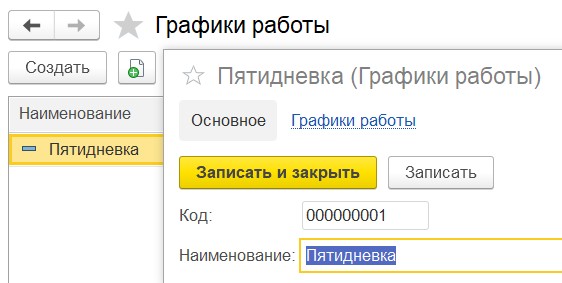 Графики работы
Создать
Наименование
Пятидневка
Пятидневка (Графики работы)
Основное Графики работы
Записать и закрыть Записать
Код: 000000001
Наименование: Пятидневка